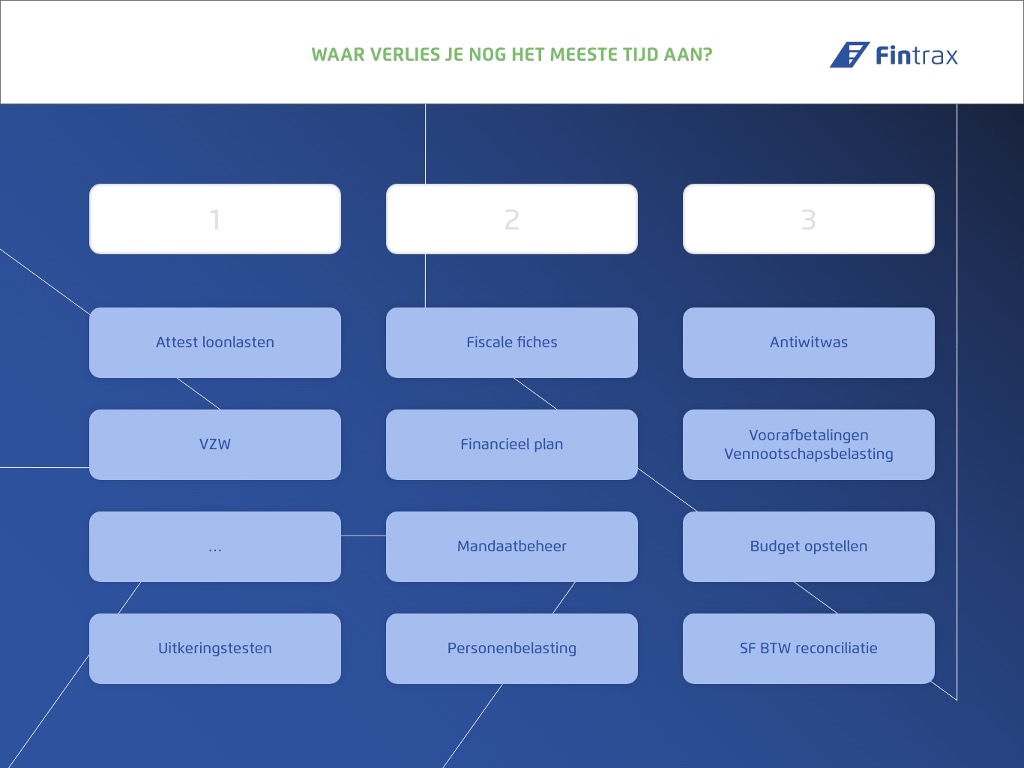 WAAR VERLIES JE NOG HET MEESTE TIJD AAN?
Fintrax
1
2
3
Attest loonlasten
Fiscale fiches
Antiwitwas
VZW
Financieel plan
Voorafbetalingen
Vennootschapsbelasting
...
Mandaatbeheer
Budget opstellen
Uitkeringstesten
Personenbelasting
SF BTW reconciliatie